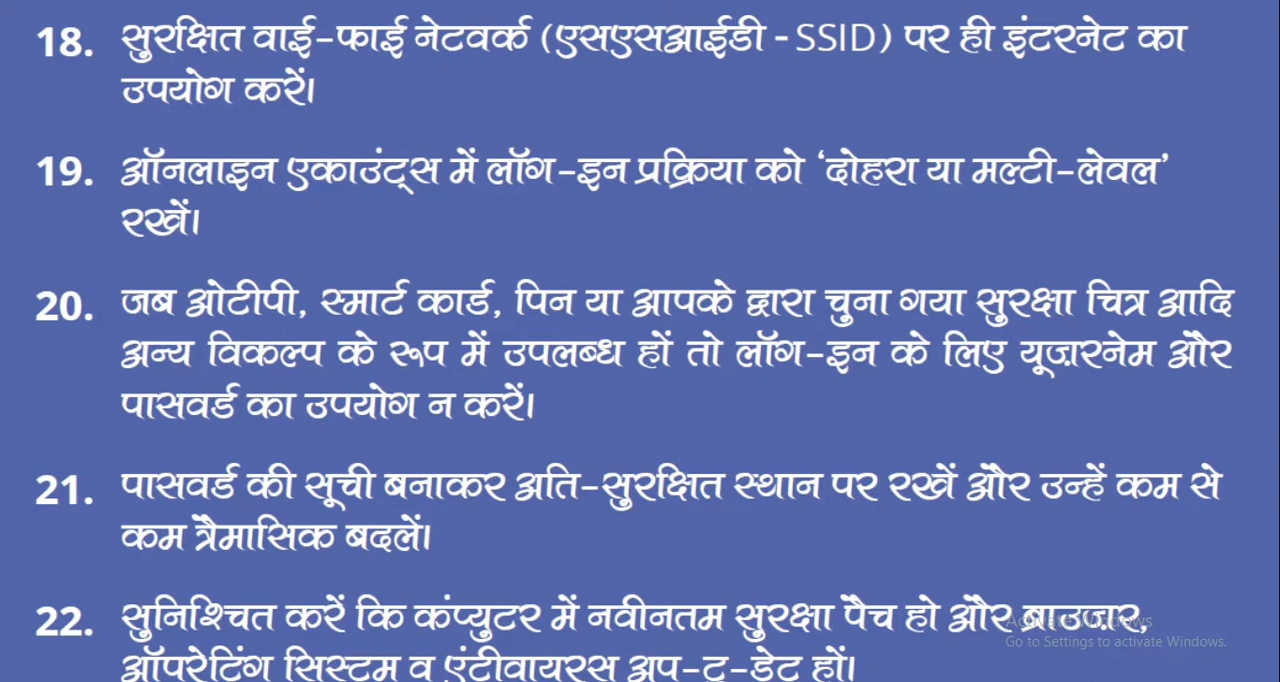 18. सुरक्षित वाई-फाई नेटवर्क (एसएसआईडी - SSID) पर ही इंटरनेट का
उपयोग करें।
19. ऑनलाइन एकाउंट्स में लॉग-इन प्रक्रिया को ‘दोहरा या मल्टी-लेवल’
रखें।
20. जब ओटीपी, स्मार्ट कार्ड, पिन या आपके द्वारा चुना गया सुरक्षा चित्र आदि
अन्य विकल्प के रूप में उपलब्ध हों तो लॉग-इन के लिए यूज़रनेम और
पासवर्ड का उपयोग न करें।
21. पासवर्ड की सूची बनाकर अति-सुरक्षित स्थान पर रखें और उन्हें कम से
कम त्रैमासिक बदलें।
22. सुनिश्चित करें कि कंप्युटर में नवीनतम सुरक्षा पैच हो और ब्राउज़र,
ऑपरेटिंग सिस्टम व एंटीवायरस अप-टू-डेट हों।
Activate Windows
Go to Settings to activate Windows.